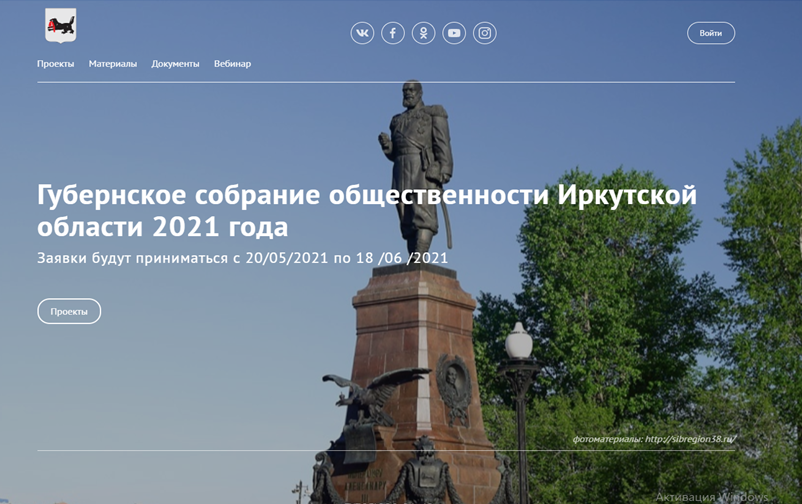 Войти
Проекты Материалы Документы Вебинар
Губернское собрание общественности Иркутской
области 2021 года
Заявки будут приниматься с 20/05/2021 по 18 /06 /2021
Проекты
фотоматериалы: http://sibregion38.ru/
Активация Windows